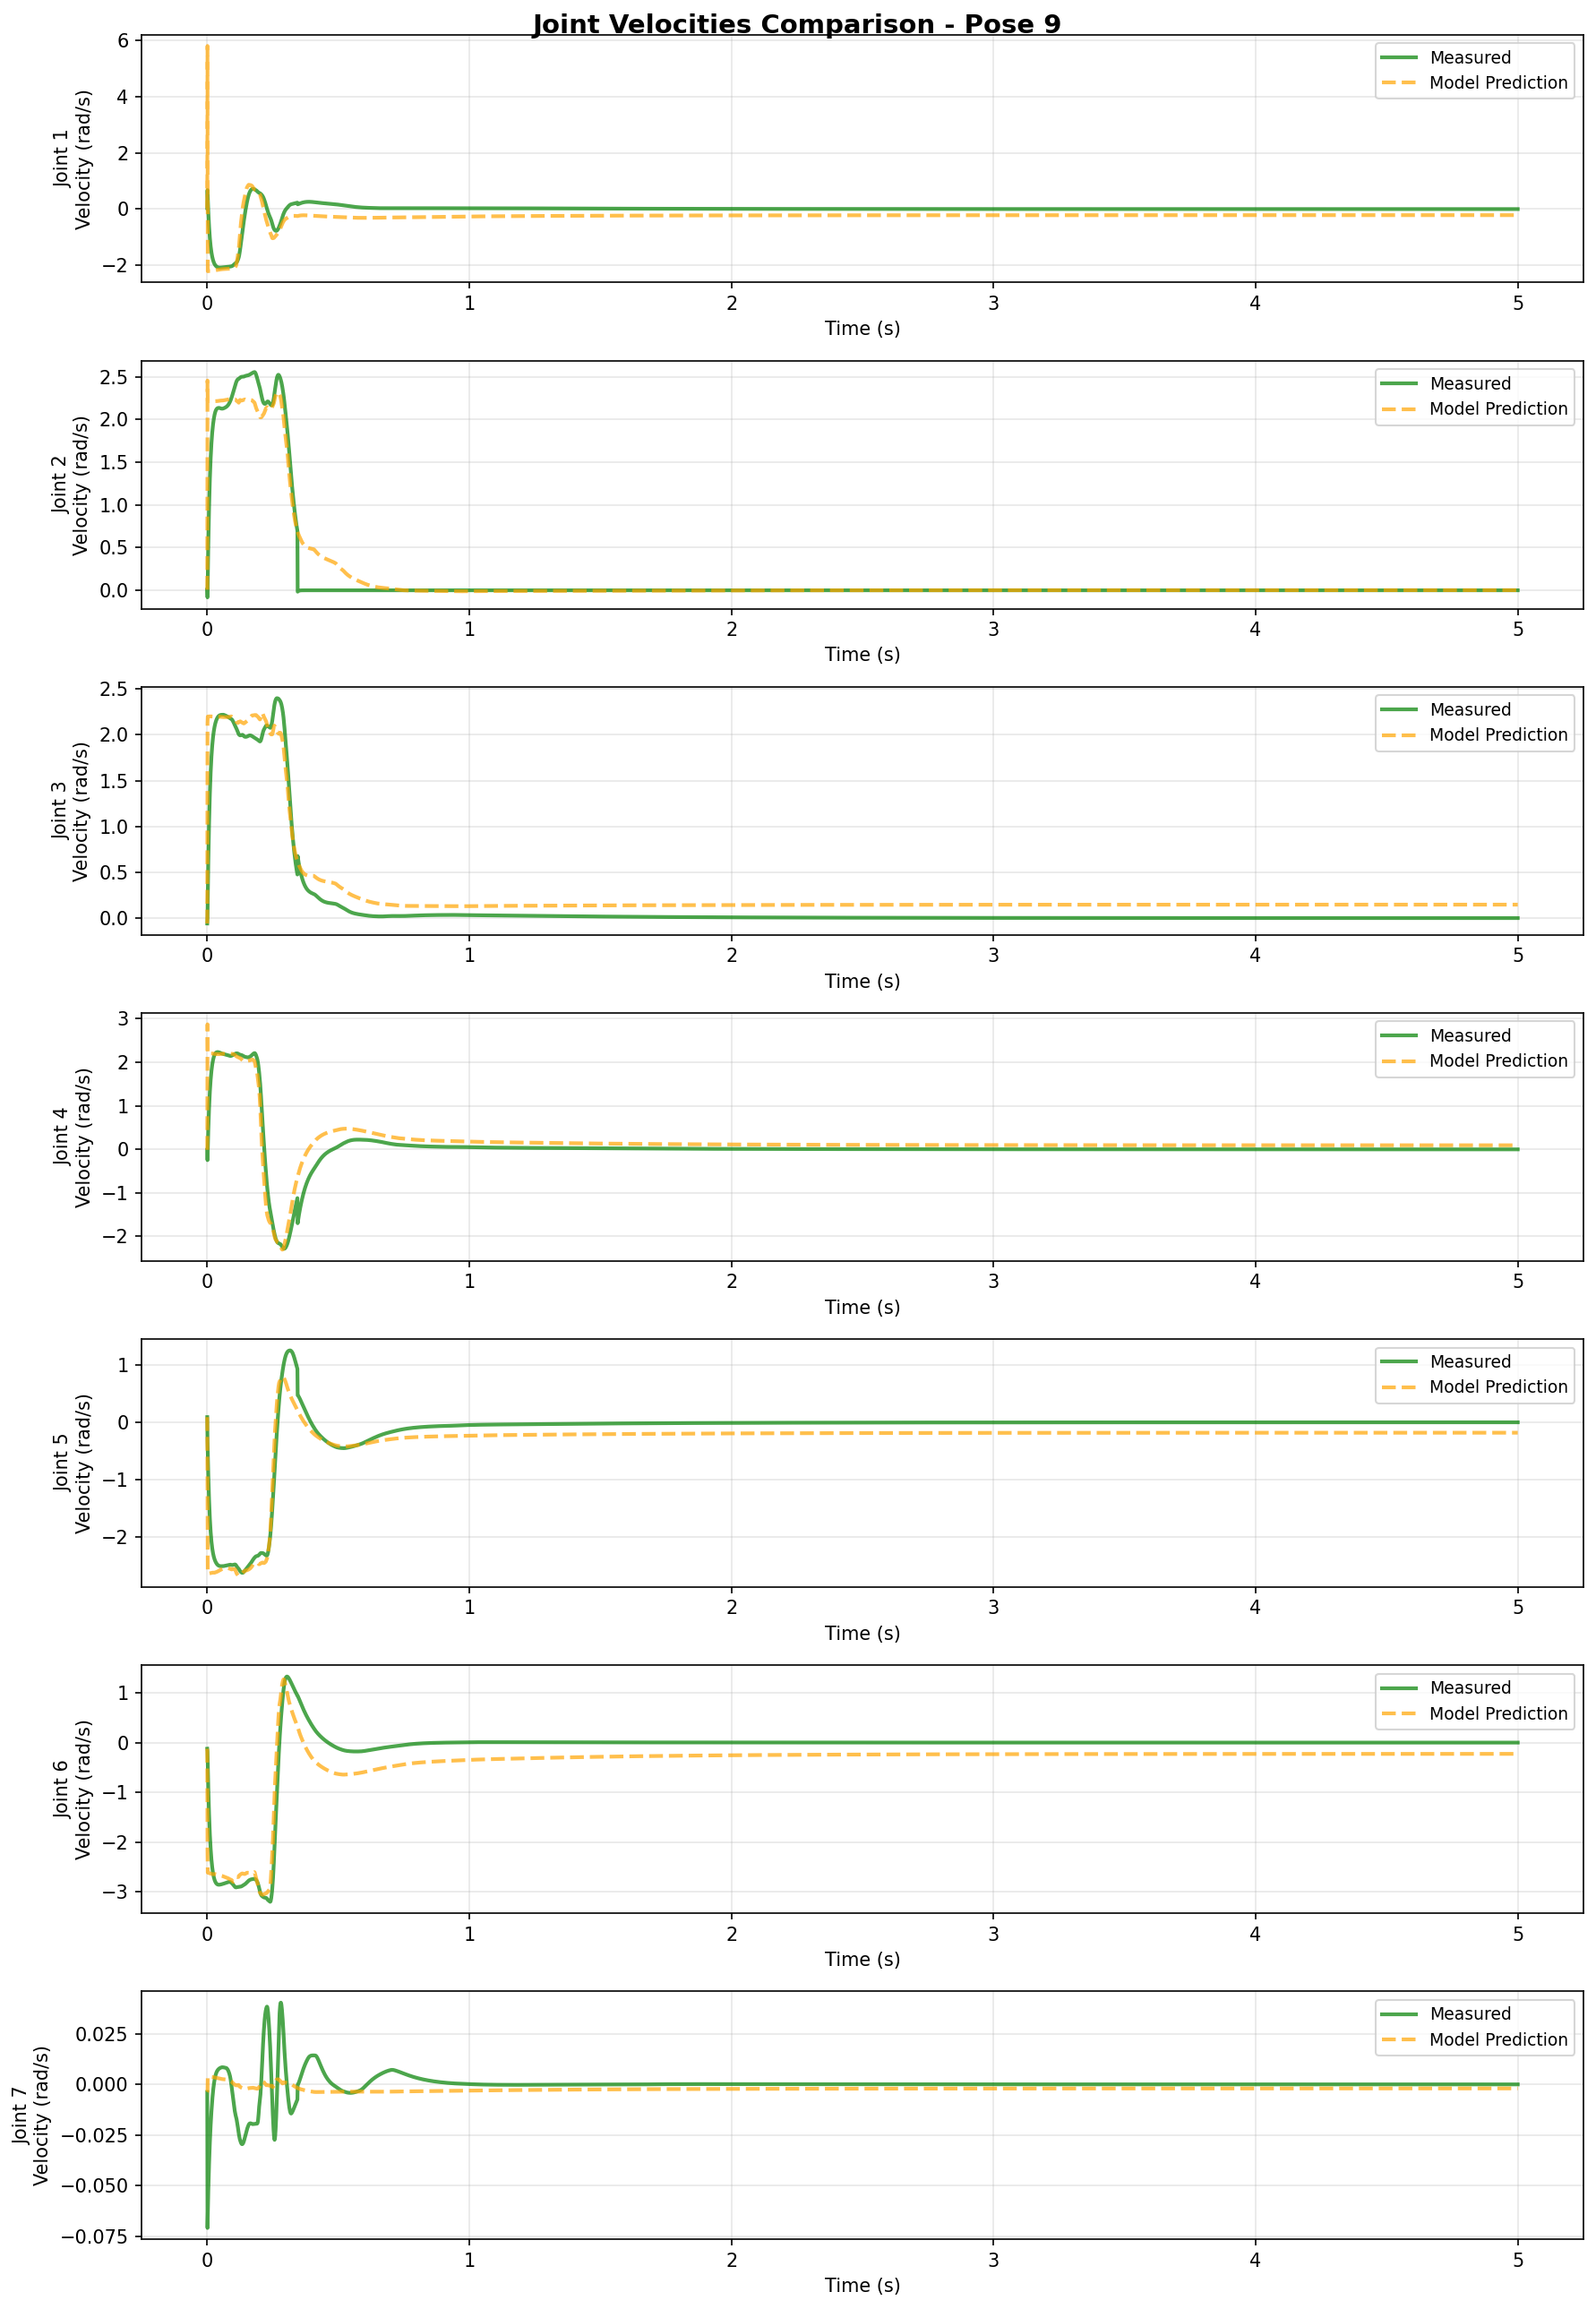 Joint Velocities Comparison - Pose 9
Joint 1
Velocity (rad/s)
6
4
2
0
−2
Measured
Model Prediction
0 1 2 3 4 5
Time (s)
Joint 2
Velocity (rad/s)
2.5
2.0
1.5
1.0
0.5
0.0
Measured
Model Prediction
0 1 2 3 4 5
Time (s)
Joint 3
Velocity (rad/s)
2.5
2.0
1.5
1.0
0.5
0.0
Measured
Model Prediction
0 1 2 3 4 5
Time (s)
Joint 4
Velocity (rad/s)
3
2
1
0
−1
−2
Measured
Model Prediction
0 1 2 3 4 5
Time (s)
Joint 5
Velocity (rad/s)
1
0
−1
−2
Measured
Model Prediction
0 1 2 3 4 5
Time (s)
Joint 6
Velocity (rad/s)
1
0
−1
−2
−3
Measured
Model Prediction
0 1 2 3 4 5
Time (s)
Joint 7
Velocity (rad/s)
0.025
0.000
−0.025
−0.050
−0.075
Measured
Model Prediction
0 1 2 3 4 5
Time (s)